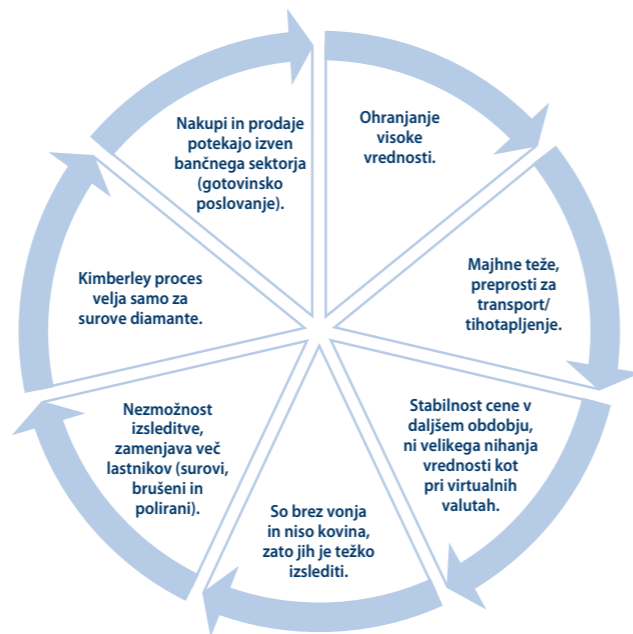 Ohranjanje
visoke
vrednosti.
Majhne teže,
preprosti za
transport/
tihotapljenje.
Stabilnost cene v
daljšem obdobju,
ni velikega nihanja
vrednosti kot
pri virtualnih
valutah.
So brez vonja
in niso kovina,
zato jih je težko
izslediti.
Nezmožnost
izsleditve,
zamenjava več
lastnikov (surovi,
brušeni in
polirani).
Kimberley proces
velja samo za
surove diamante.
Nakupi in prodaje
potekajo izven
bančnega sektorja
(gotovinsko
poslovanje).